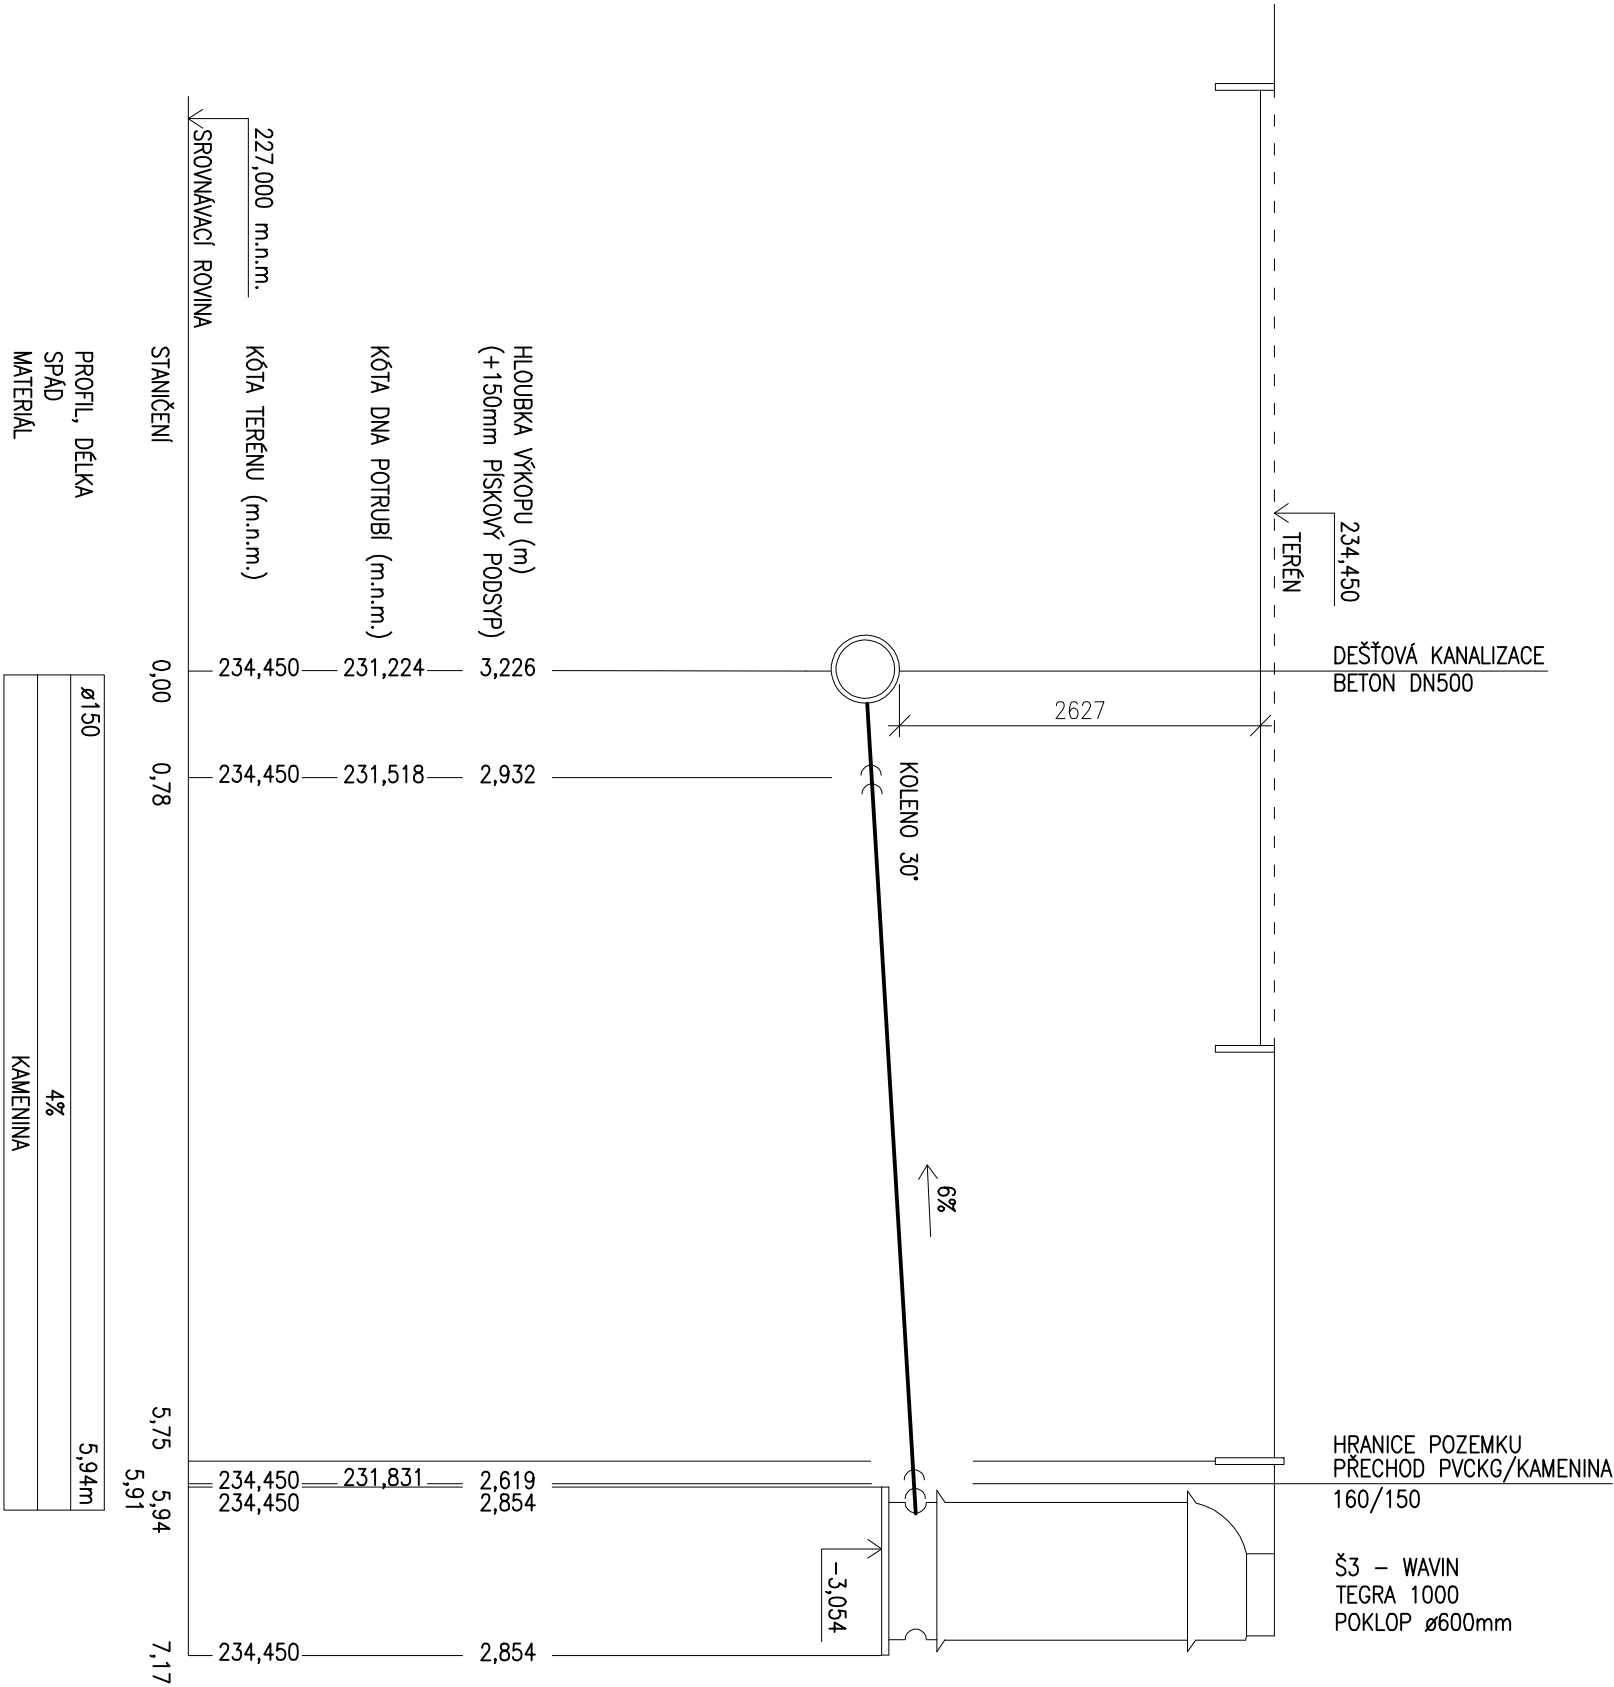 234,450
TERÉN
DEŠŤOVÁ KANALIZACE
BETON DN500
2627
KOLENO 30°
6%
HRANICE POZEMKU
PŘECHOD PVCKG/KAMENINA
160/150
Š3 – WAVIN
TEGRA 1000
POKLOP ø600mm
-3,054
HLOUBKA VÝKOPU (m)
(+150mm PÍSKOVÝ PODSYP)
3,226
2,932
2,619
2,854
2,854
KÓTA DNA POTRUBÍ (m.n.m.)
231,224
231,518
231,831
227,000 m.n.m.
SROVNÁVACÍ ROVINA
KÓTA TERÉNU (m.n.m.)
234,450
234,450
234,450
234,450
234,450
STANIČENÍ
0,00
0,78
5,75
5,94
5,91
7,17
PROFIL, DÉLKA
ø150
5,94m
SPÁD
4%
MATERIÁL
KAMENINA